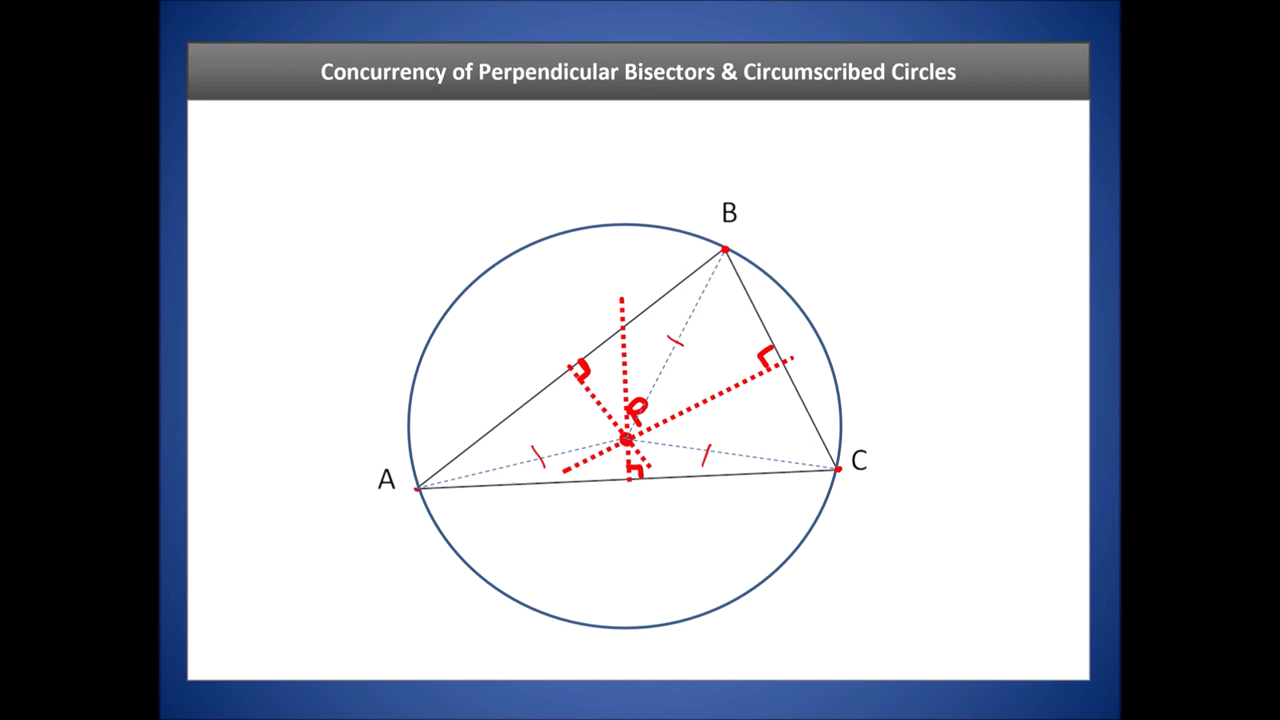 Concurrency of Perpendicular Bisectors & Circumscribed Circles
B
P
A
C